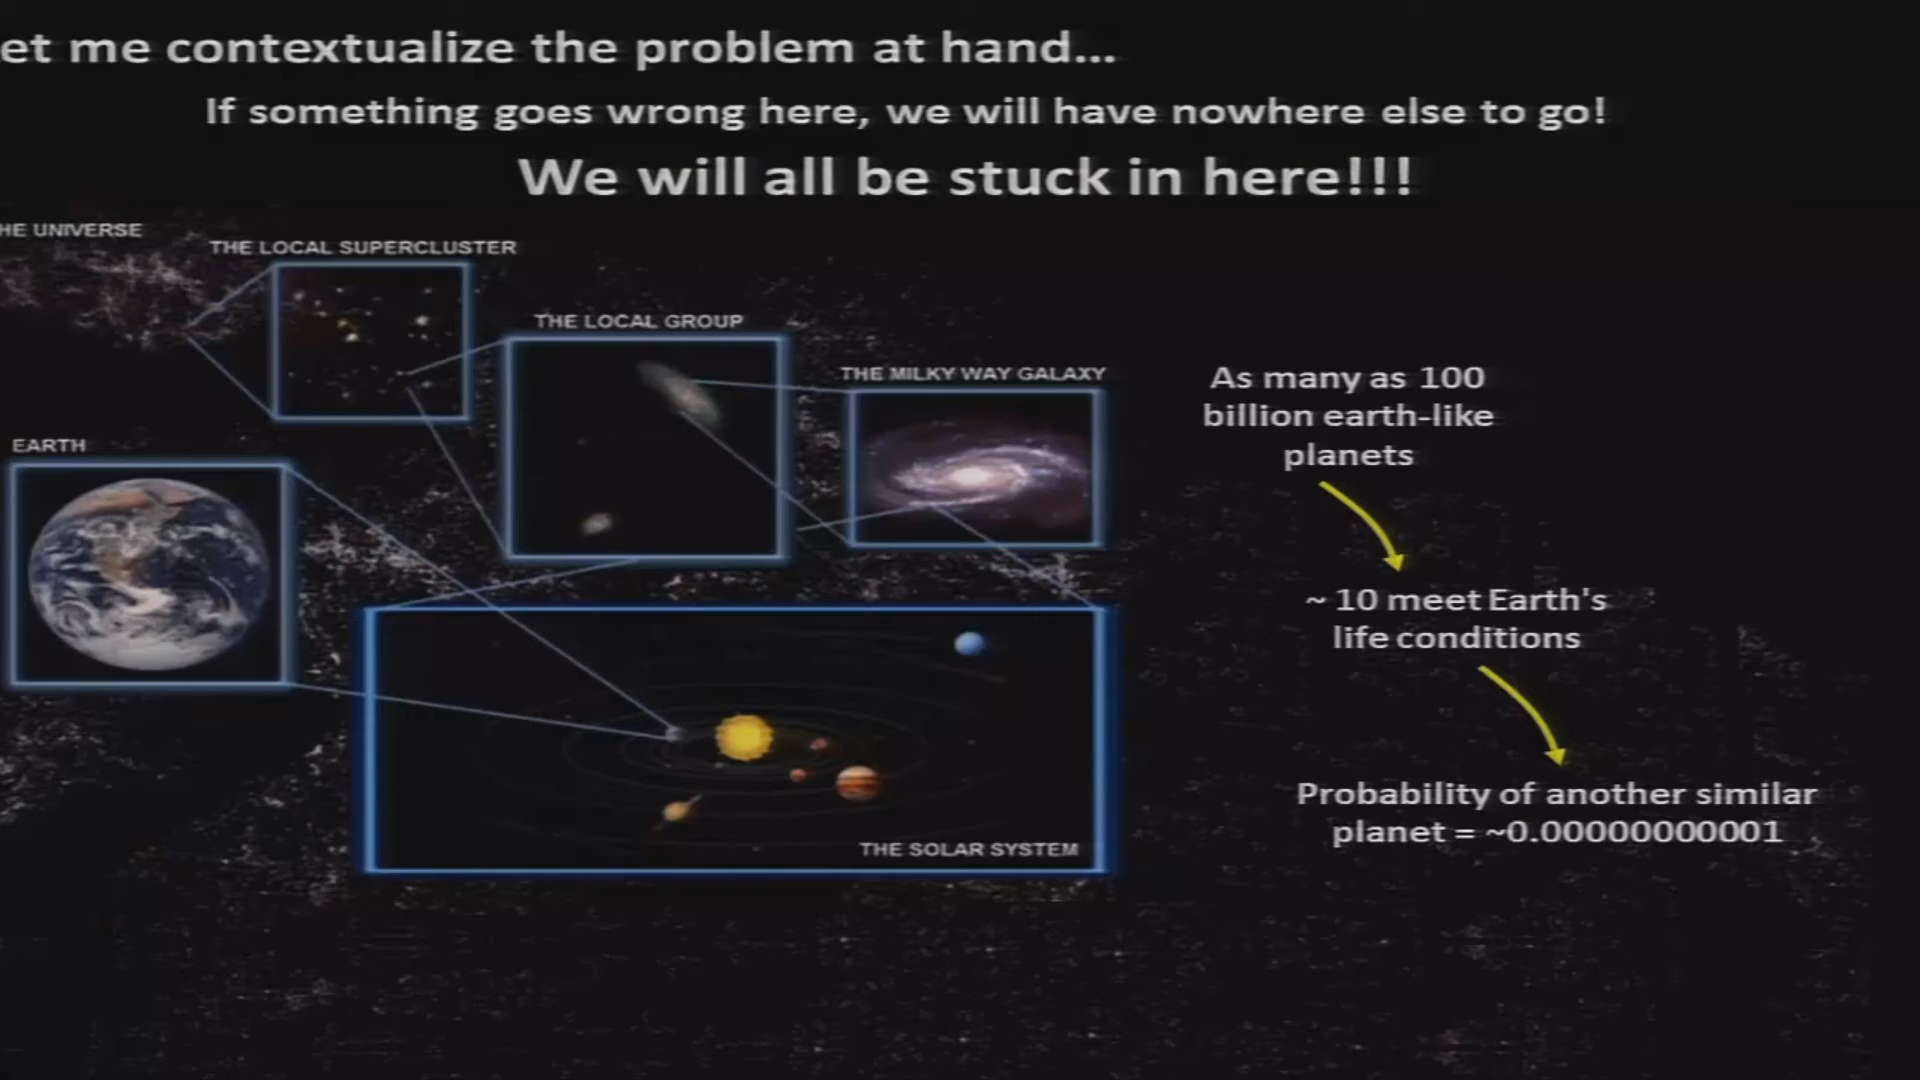 et me contextualize the problem at hand...
If something goes wrong here, we will have nowhere else to go!
We will all be stuck in here!!!
HE UNIVERSE
THE LOCAL SUPERCLUSTER
THE LOCAL GROUP
THE MILKY WAY GALAXY
EARTH
THE SOLAR SYSTEM
As many as 100
billion earth-like
planets
~ 10 meet Earth's
life conditions
Probability of another similar
planet = ~0.00000000001